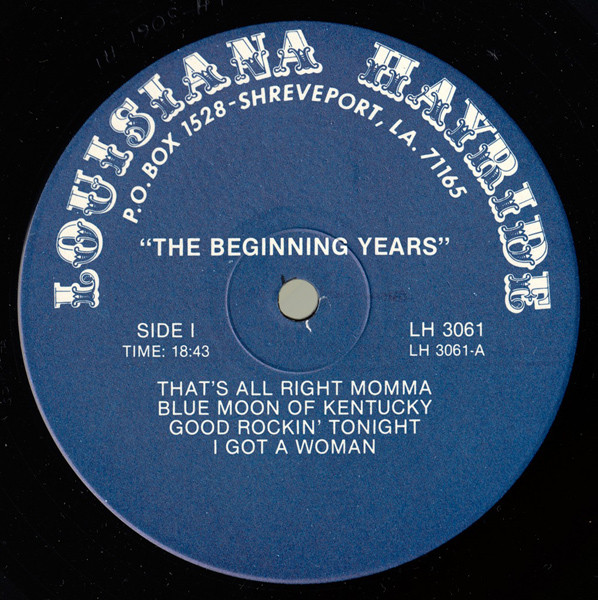 LOUISIANA HAYRIDE
P.O. BOX 1528-SHREVEPORT, LA. 71165
“THE BEGINNING YEARS”
SIDE I
LH 3061
TIME: 18:43
LH 3061-A
THAT'S ALL RIGHT MOMMA
BLUE MOON OF KENTUCKY
GOOD ROCKIN' TONIGHT
I GOT A WOMAN